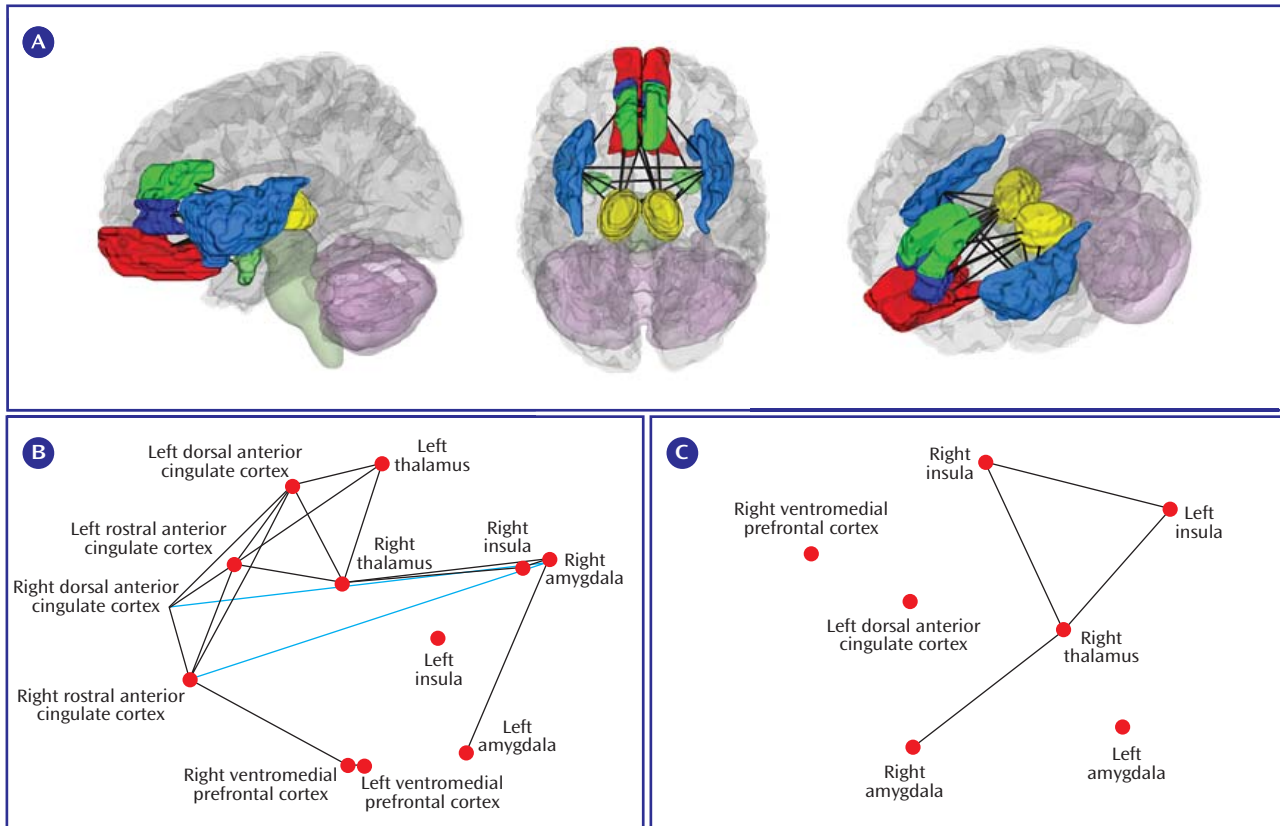 A
B
Left dorsal anterior
cingulate cortex
Left
thalamus
Left rostral anterior
cingulate cortex
Right
thalamus
Right
insula
Right
amygdala
Right dorsal anterior
cingulate cortex
Left
insula
Right rostral anterior
cingulate cortex
Left
amygdala
Right ventromedial
prefrontal cortex
Left ventromedial
prefrontal cortex
C
Right
insula
Right ventromedial
prefrontal cortex
Left
insula
Left dorsal anterior
cingulate cortex
Right
thalamus
Right
amygdala
Left
amygdala